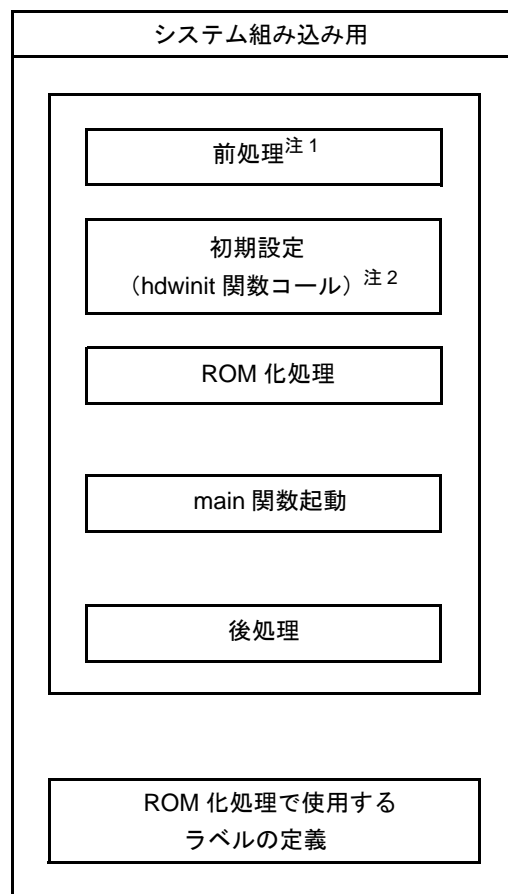 システム組み込み用
前処理注 1
初期設定
（hdwinit 関数コール）注 2
ROM 化処理
main 関数起動
後処理
ROM 化処理で使用する
ラベルの定義